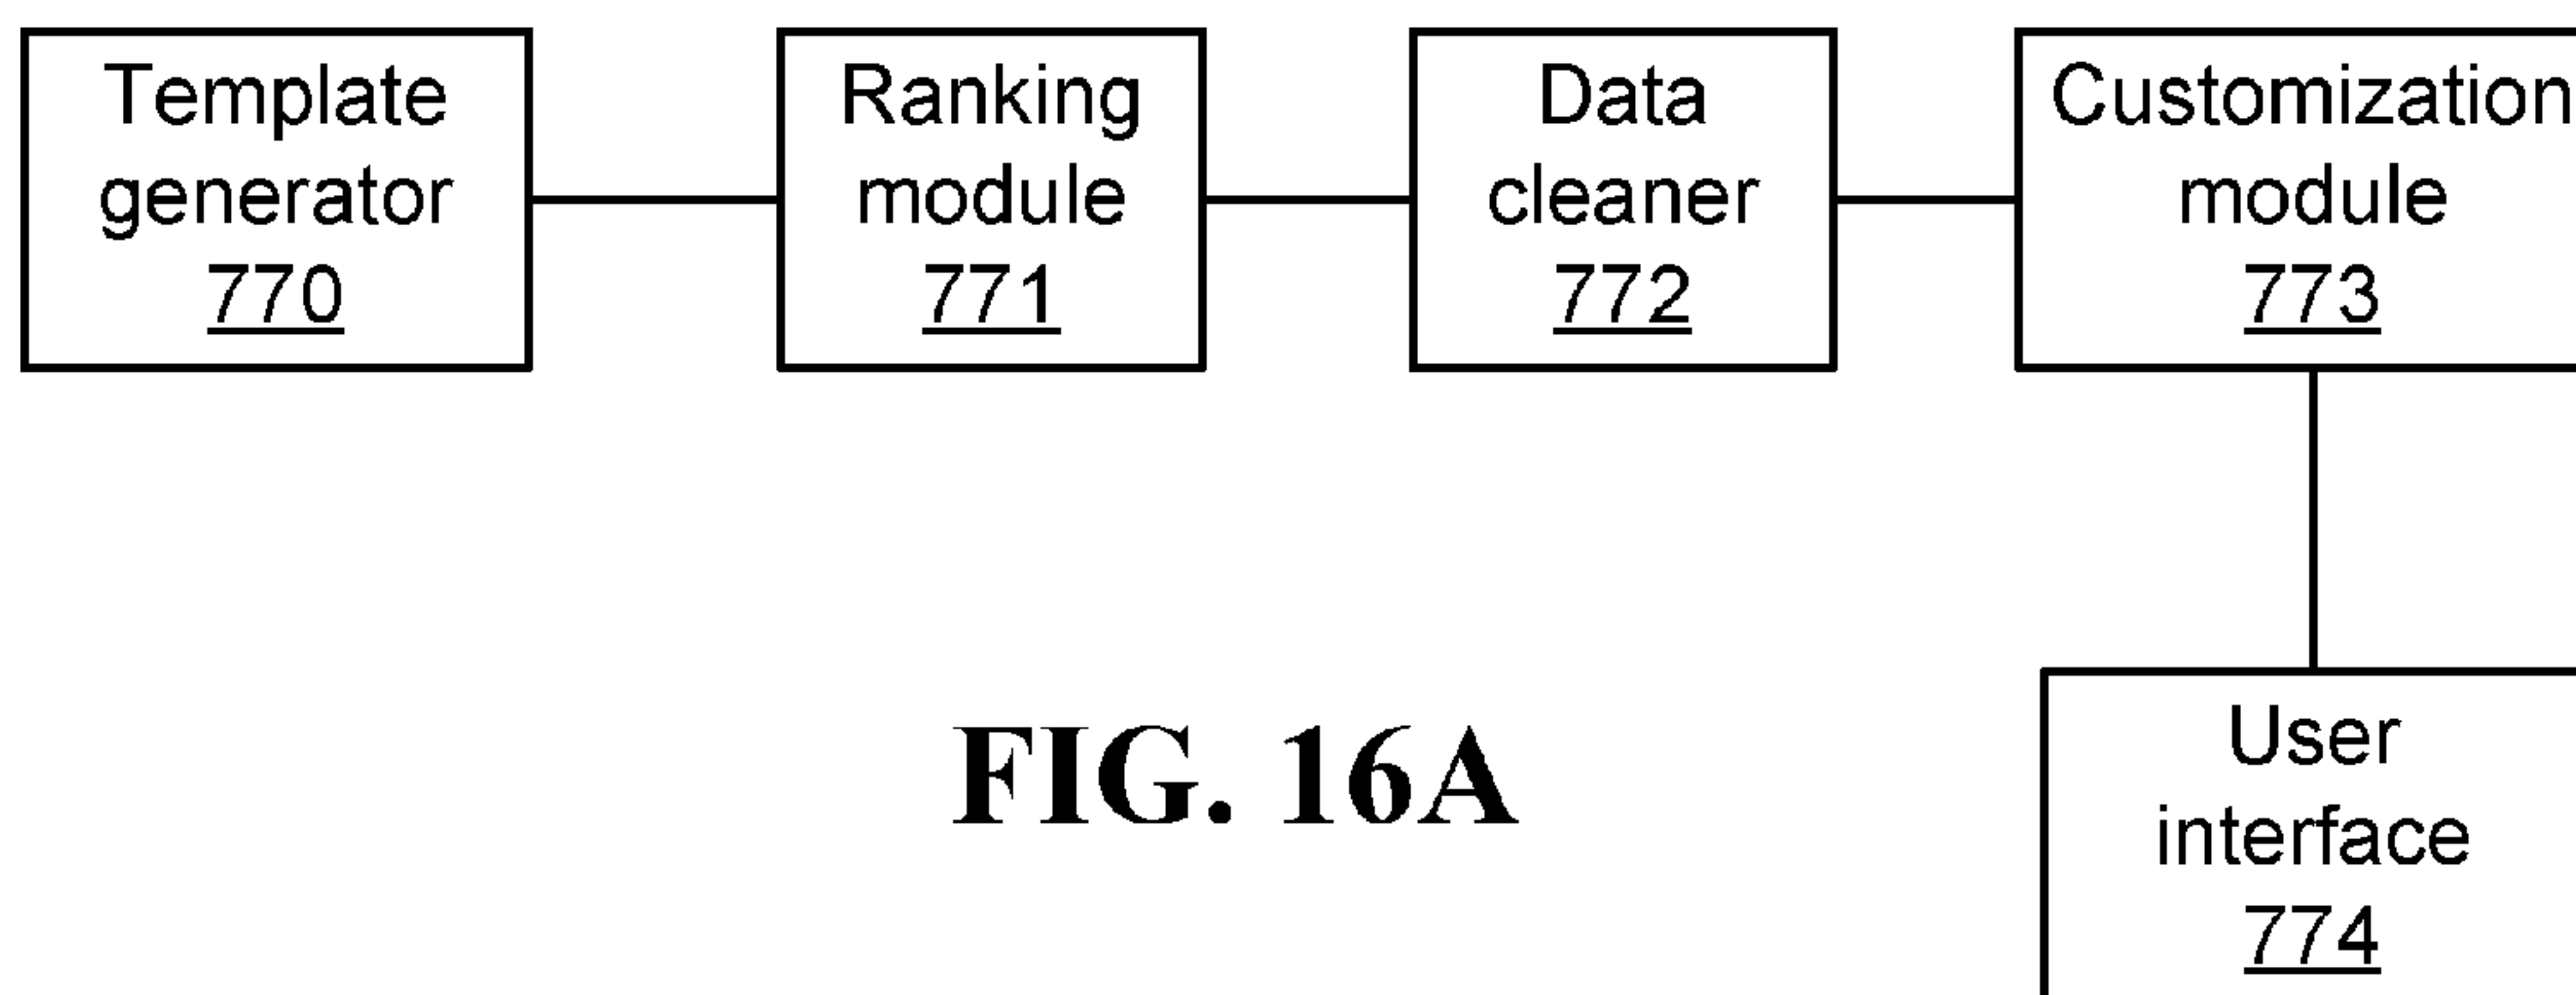 Template
generator
770
Ranking
module
771
Data
cleaner
772
Customization
module
773
User
interface
774
FIG. 16A